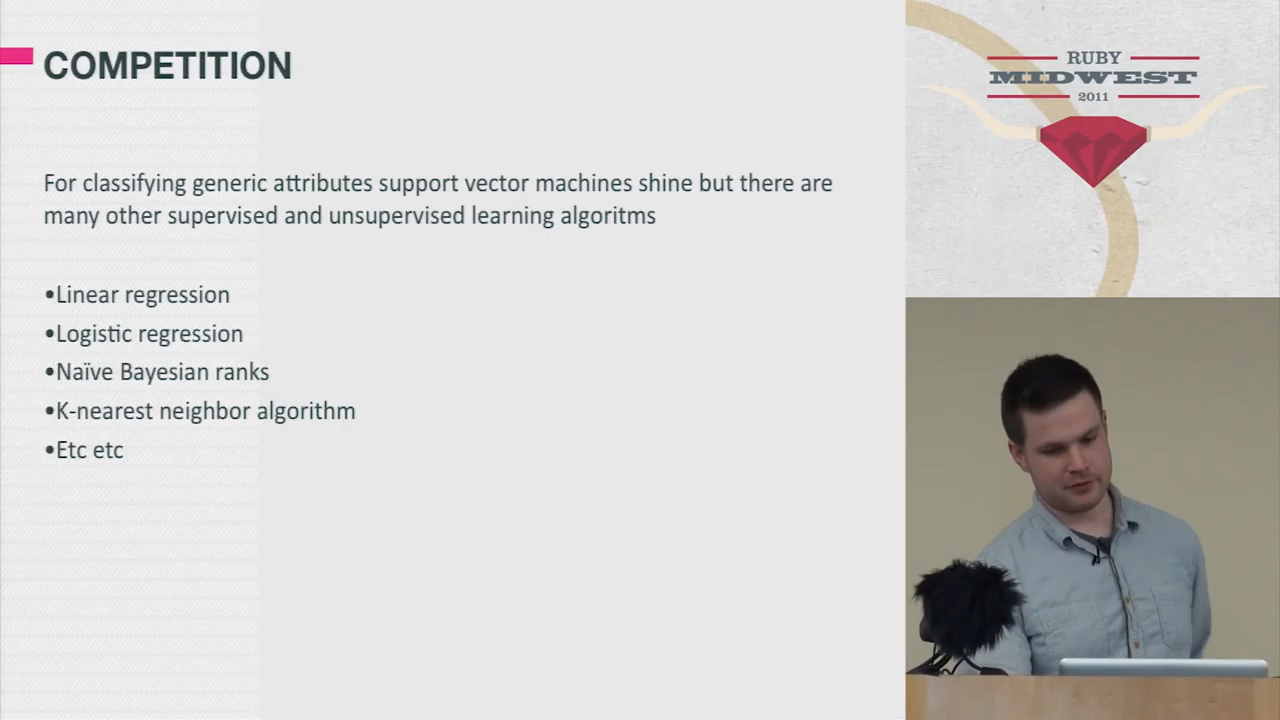 COMPETITION
For classifying generic attributes support vector machines shine but there are
many other supervised and unsupervised learning algoritms
•Linear regression
•Logistic regression
•Naïve Bayesian ranks
•K-nearest neighbor algorithm
•Etc etc
RUBY
MIDWEST
2011